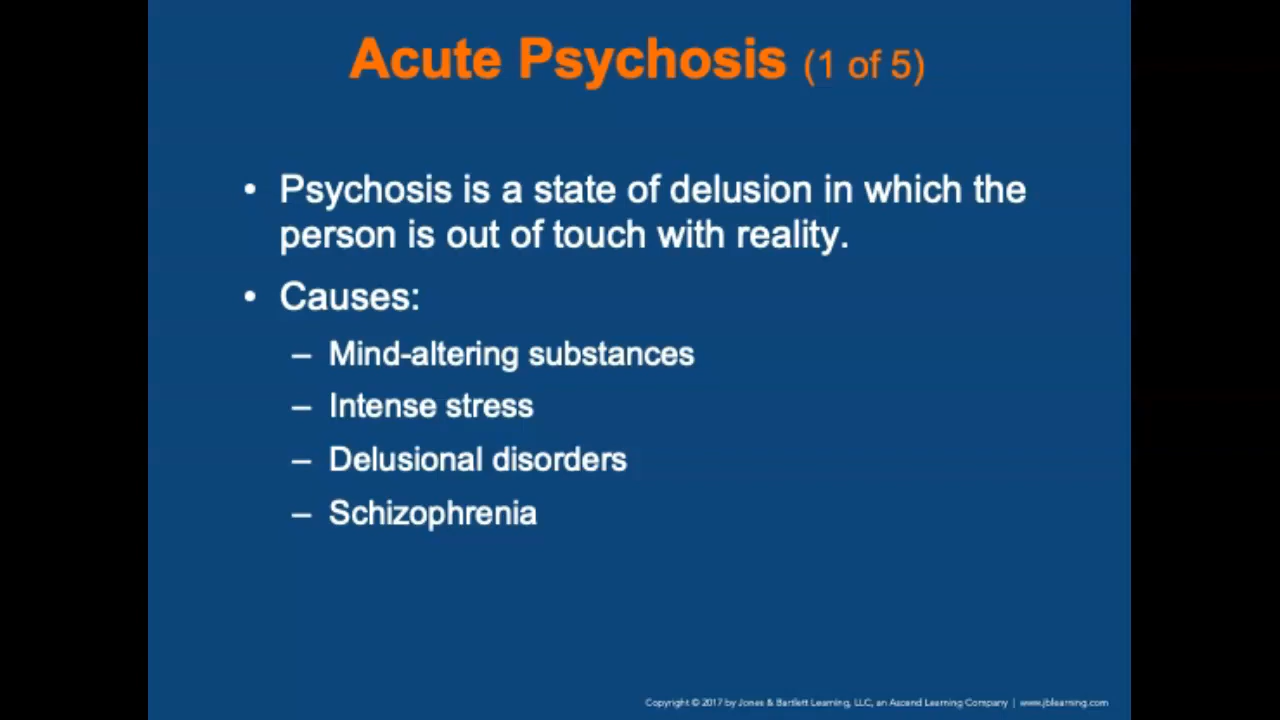 Acute Psychosis (1 of 5)
• Psychosis is a state of delusion in which the
person is out of touch with reality.
• Causes:
– Mind-altering substances
– Intense stress
– Delusional disorders
– Schizophrenia
Copyright © 2017 by Jones & Bartlett Learning, LLC, an Ascend Learning Company | www.jblearning.com